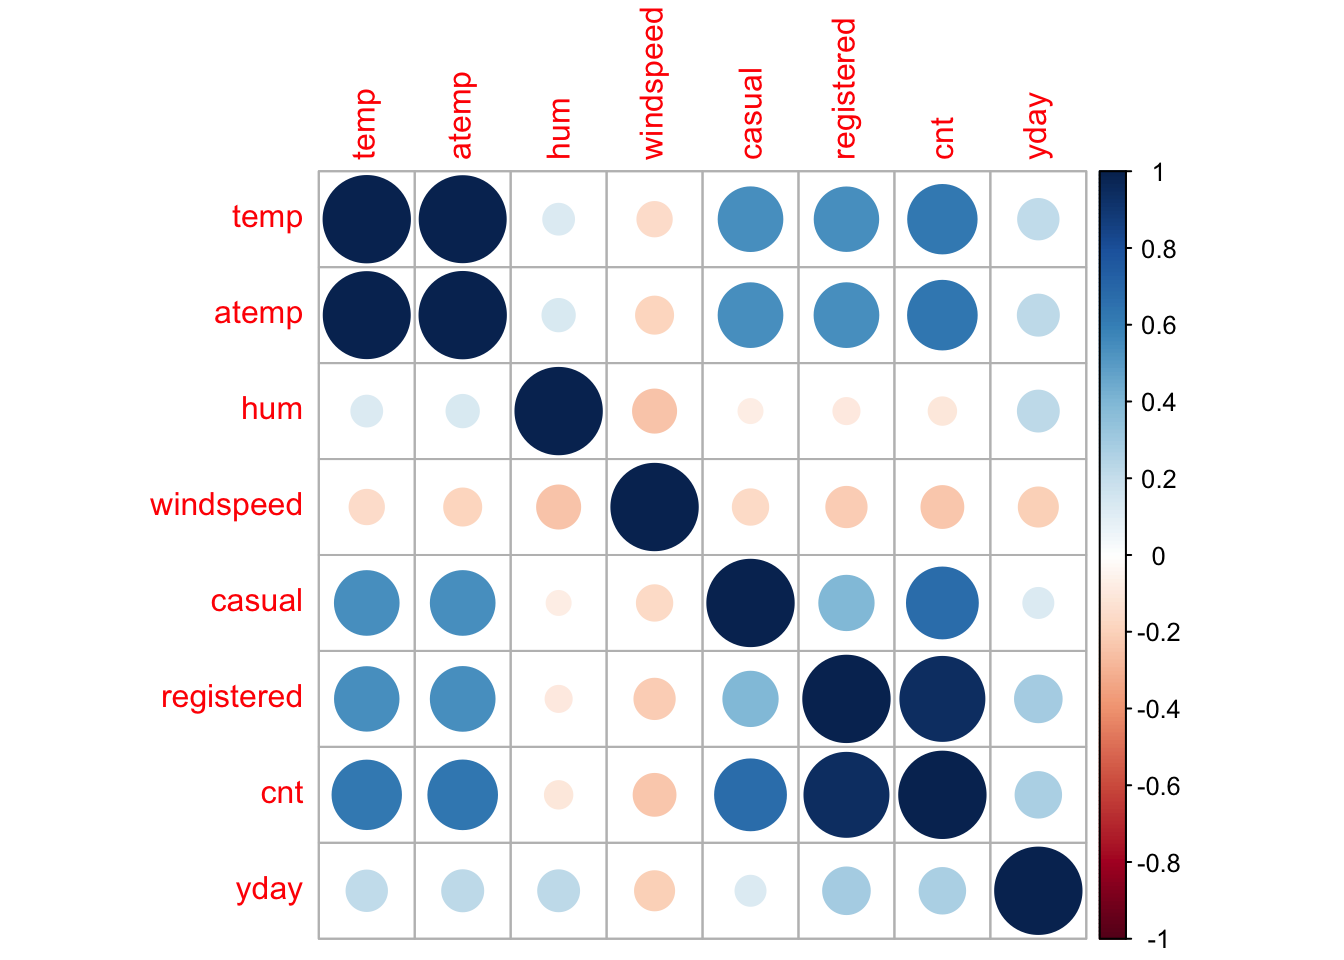 temp
atemp
hum
windspeed
casual
registered
cnt
yday
temp
atemp
hum
windspeed
casual
registered
cnt
yday
1
0.8
0.6
0.4
0.2
0
-0.2
-0.4
-0.6
-0.8
-1